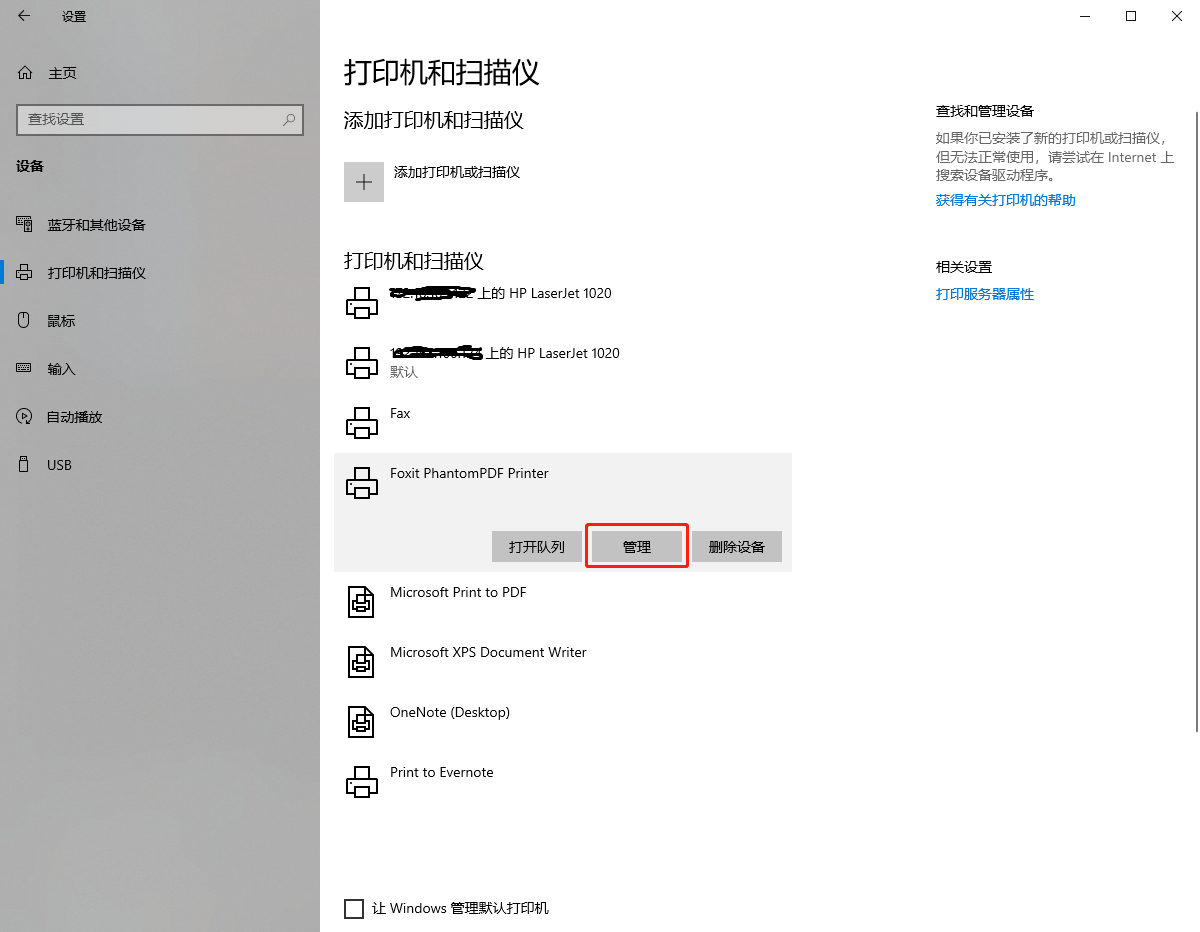 设置
主页
查找设置
设备
蓝牙和其他设备
打印机和扫描仪
鼠标
输入
自动播放
USB
打印机和扫描仪
添加打印机和扫描仪
添加打印机或扫描仪
打印机和扫描仪
上的 HP LaserJet 1020
上的 HP LaserJet 1020
默认
Fax
Foxit PhantomPDF Printer
打开队列 管理 删除设备
Microsoft Print to PDF
Microsoft XPS Document Writer
OneNote (Desktop)
Print to Evernote
让 Windows 管理默认打印机
查找和管理设备
如果你已安装了新的打印机或扫描仪，
但无法正常使用，请尝试在 Internet 上
搜索设备驱动程序。
获得有关打印机的帮助
相关设置
打印服务器属性